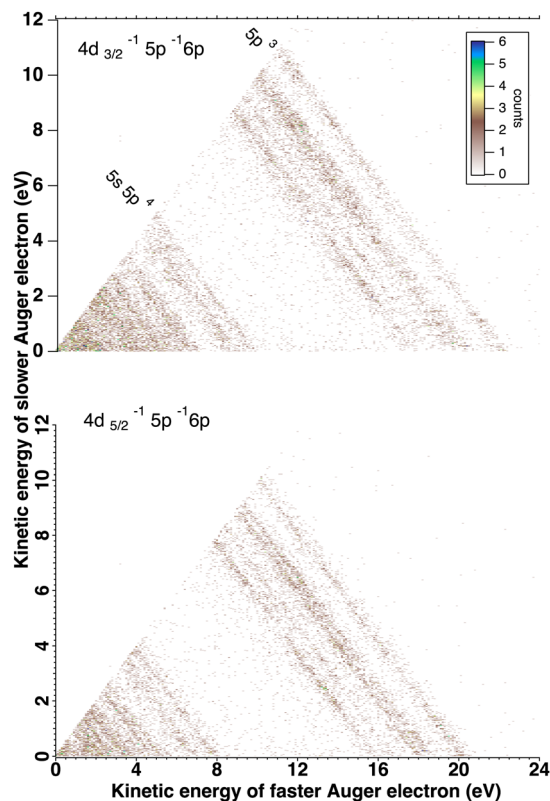 4d 3/2 -1 5p -1 6p
5p 3
6
5
4
3
2
1
0
counts
5s 5p 4
12
10
8
6
4
2
0
Kinetic energy of slower Auger electron (eV)
4d 5/2 -1 5p -1 6p
12
10
8
6
4
2
0
0 4 8 12 16 20 24
Kinetic energy of faster Auger electron (eV)